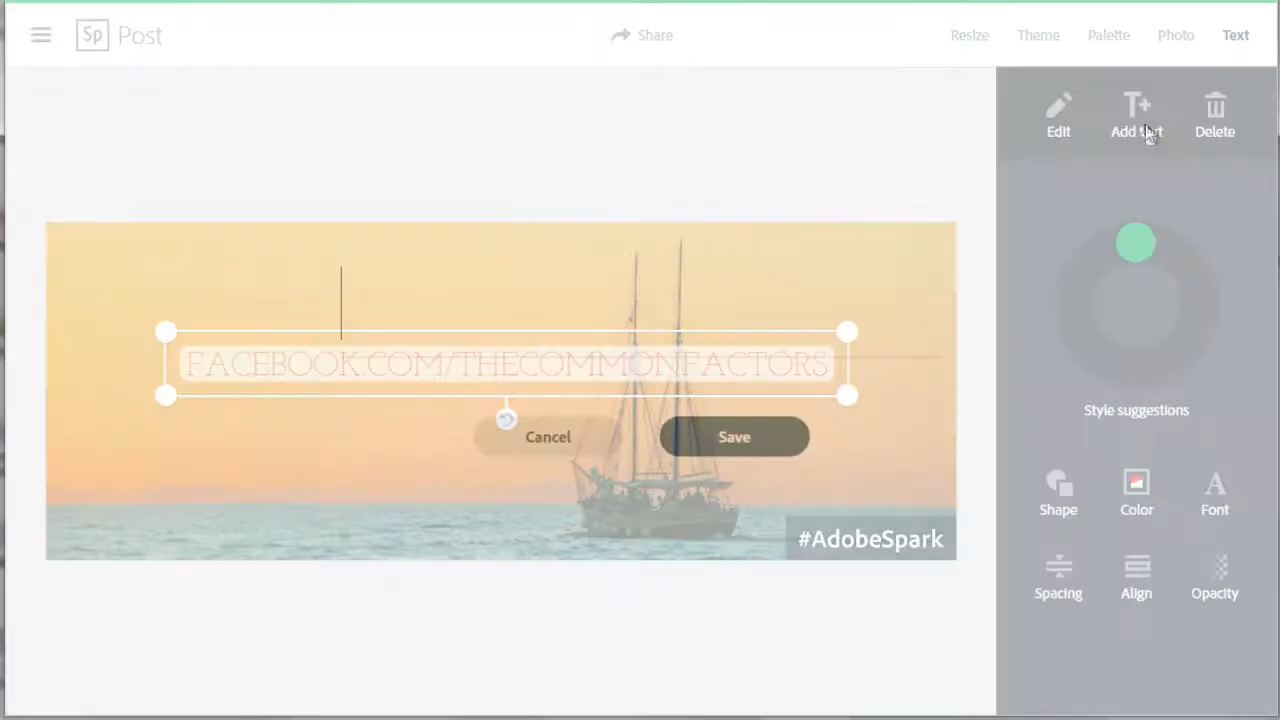 Sp Post
Share
Resize Theme Palette Photo Text
Edit Add text Delete
FACEBOOK.COM/THECOMMONFACTORS
Cancel Save
#AdobeSpark
Style suggestions
Shape Color Font
Spacing Align Opacity